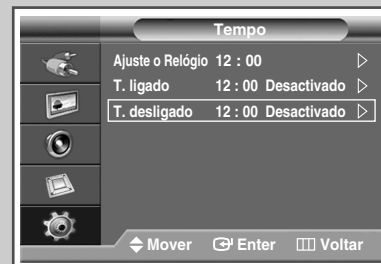 Tempo
Ajuste o Relógio 12 : 00
T. ligado 12 : 00 Desactivado
T. desligado 12 : 00 Desactivado
Mover Enter Voltar